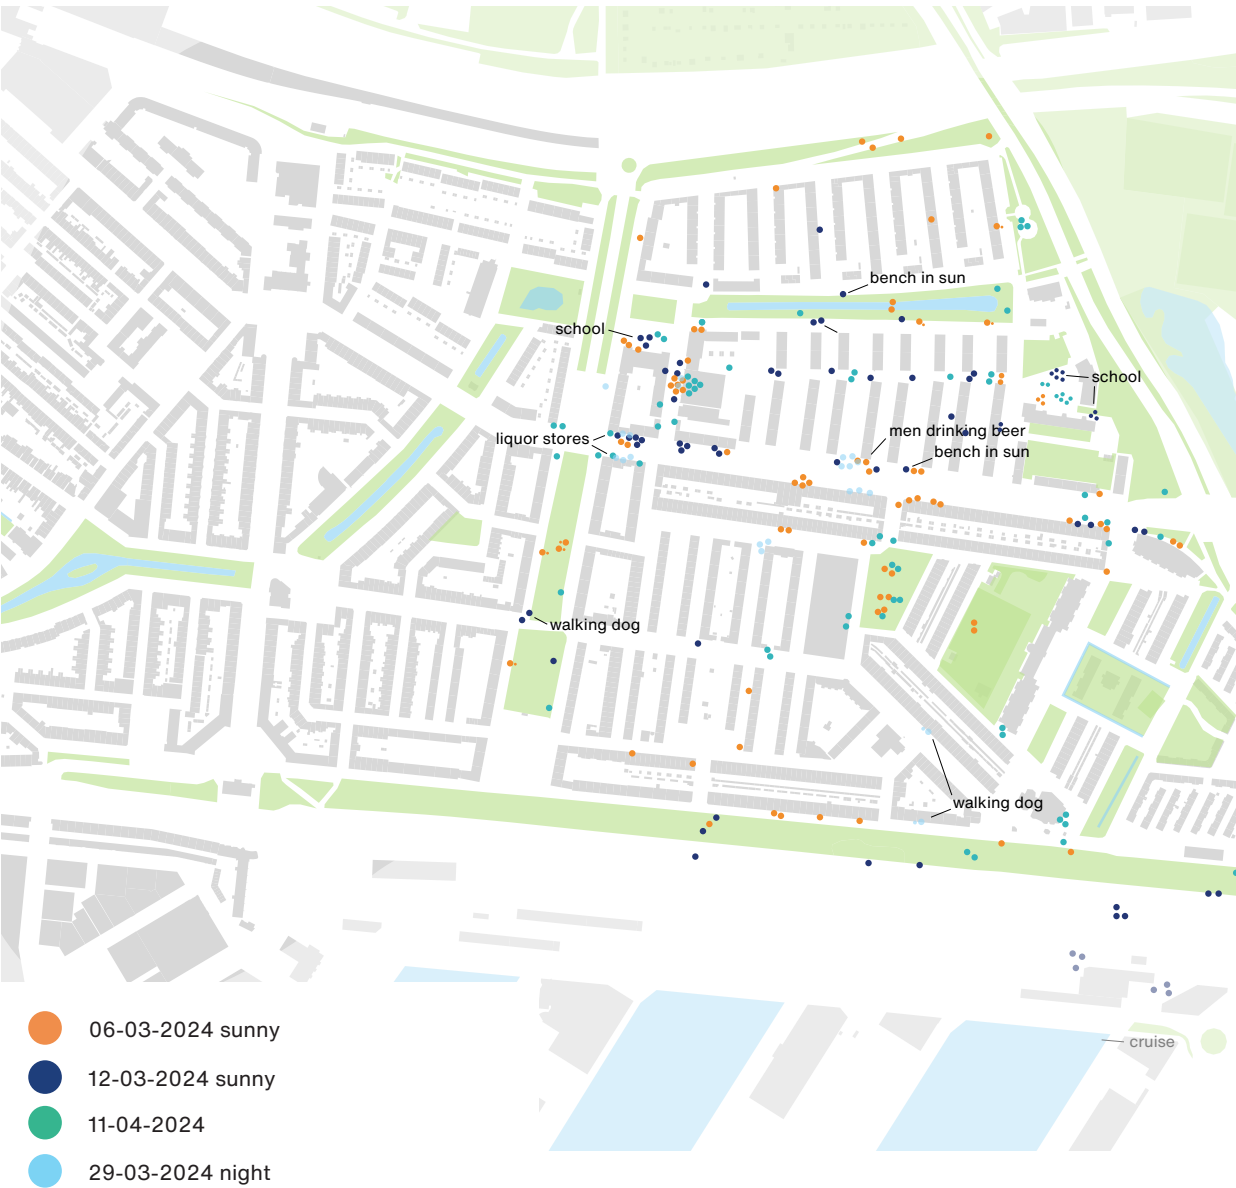 bench in sun
school
school
men drinking beer
liquor stores
bench in sun
walking dog
walking dog
cruise
06-03-2024 sunny
12-03-2024 sunny
11-04-2024
29-03-2024 night